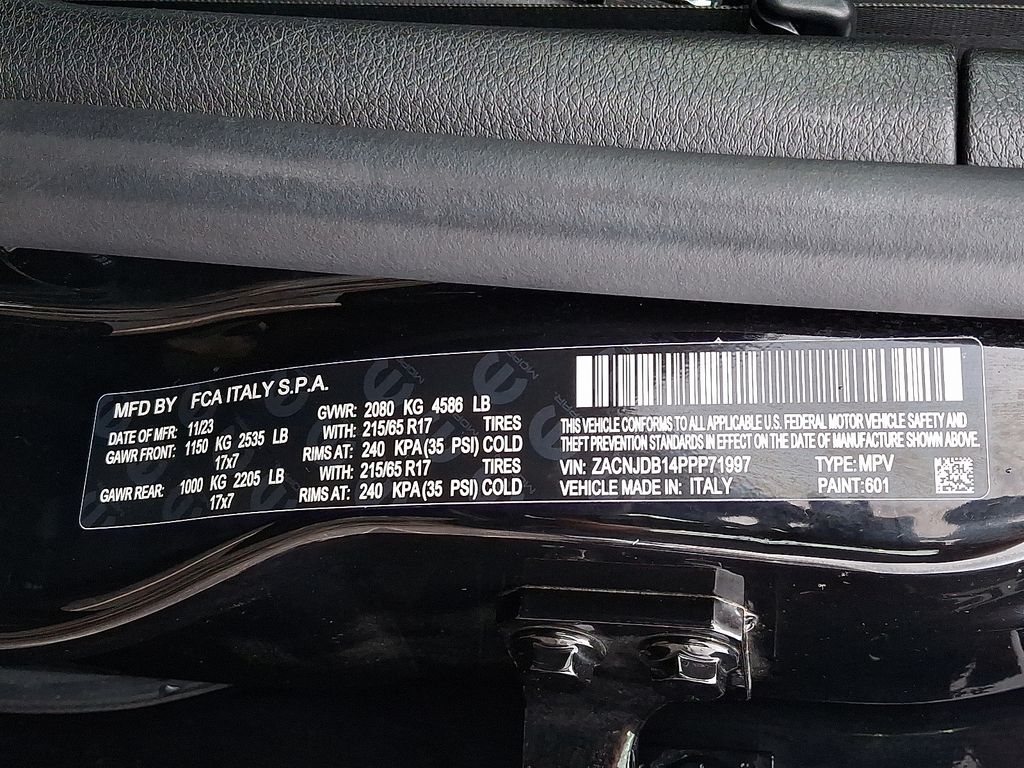 MFD BY FCA ITALY S.P.A.
DATE OF MFR: 11/23 GVWR: 2080 KG 4586 LB
GAWR FRONT: 1150 KG 2535 LB WITH: 215/65 R17 TIRES
17x7 RIMS AT: 240 KPA(35 PSI) COLD
GAWR REAR: 1000 KG 2205 LB WITH: 215/65 R17 TIRES
17x7 RIMS AT: 240 KPA(35 PSI) COLD
THIS VEHICLE CONFORMS TO ALL APPLICABLE U.S. FEDERAL MOTOR VEHICLE SAFETY AND
THEFT PREVENTION STANDARDS IN EFFECT ON THE DATE OF MANUFACTURE SHOWN ABOVE.
VIN: ZACNJDB14PPP71997 TYPE: MPV
VEHICLE MADE IN: ITALY PAINT: 601